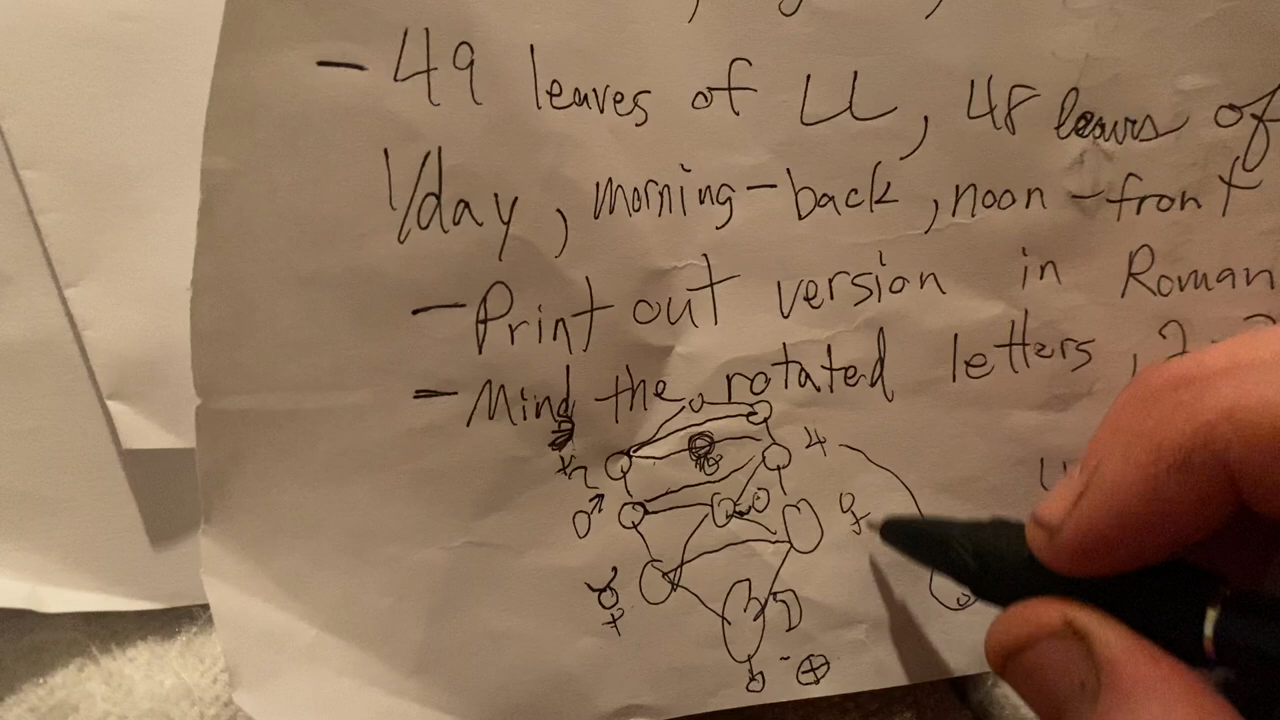 - 49 leaves of LL, 48 leaves of
1/day, morning-back, noon-front
- Print out version in Roman
- Mind the rotated letters,
♄ ♃
♂ ♀
☿
⊕